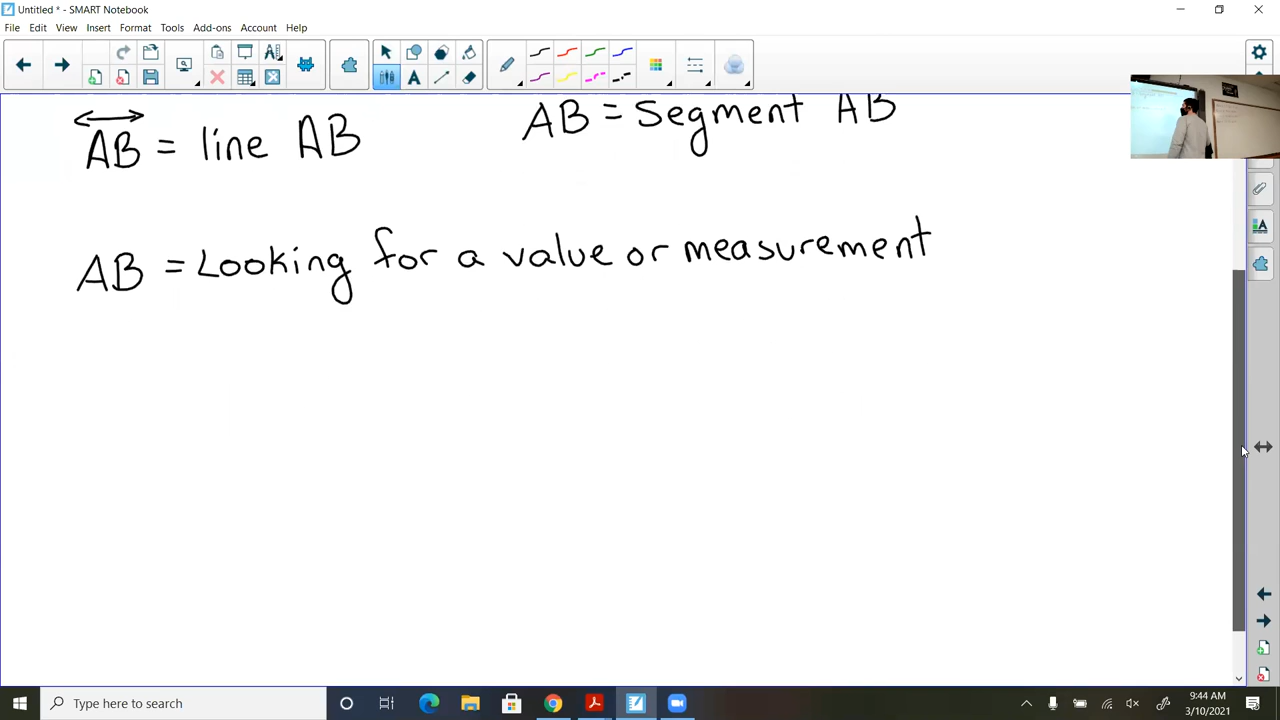 Untitled * - SMART Notebook
File Edit View Insert Format Tools Add-ons Account Help
AB = line AB
AB = Segment AB
AB = Looking for a value or measurement
Type here to search
9:44 AM
3/10/2021